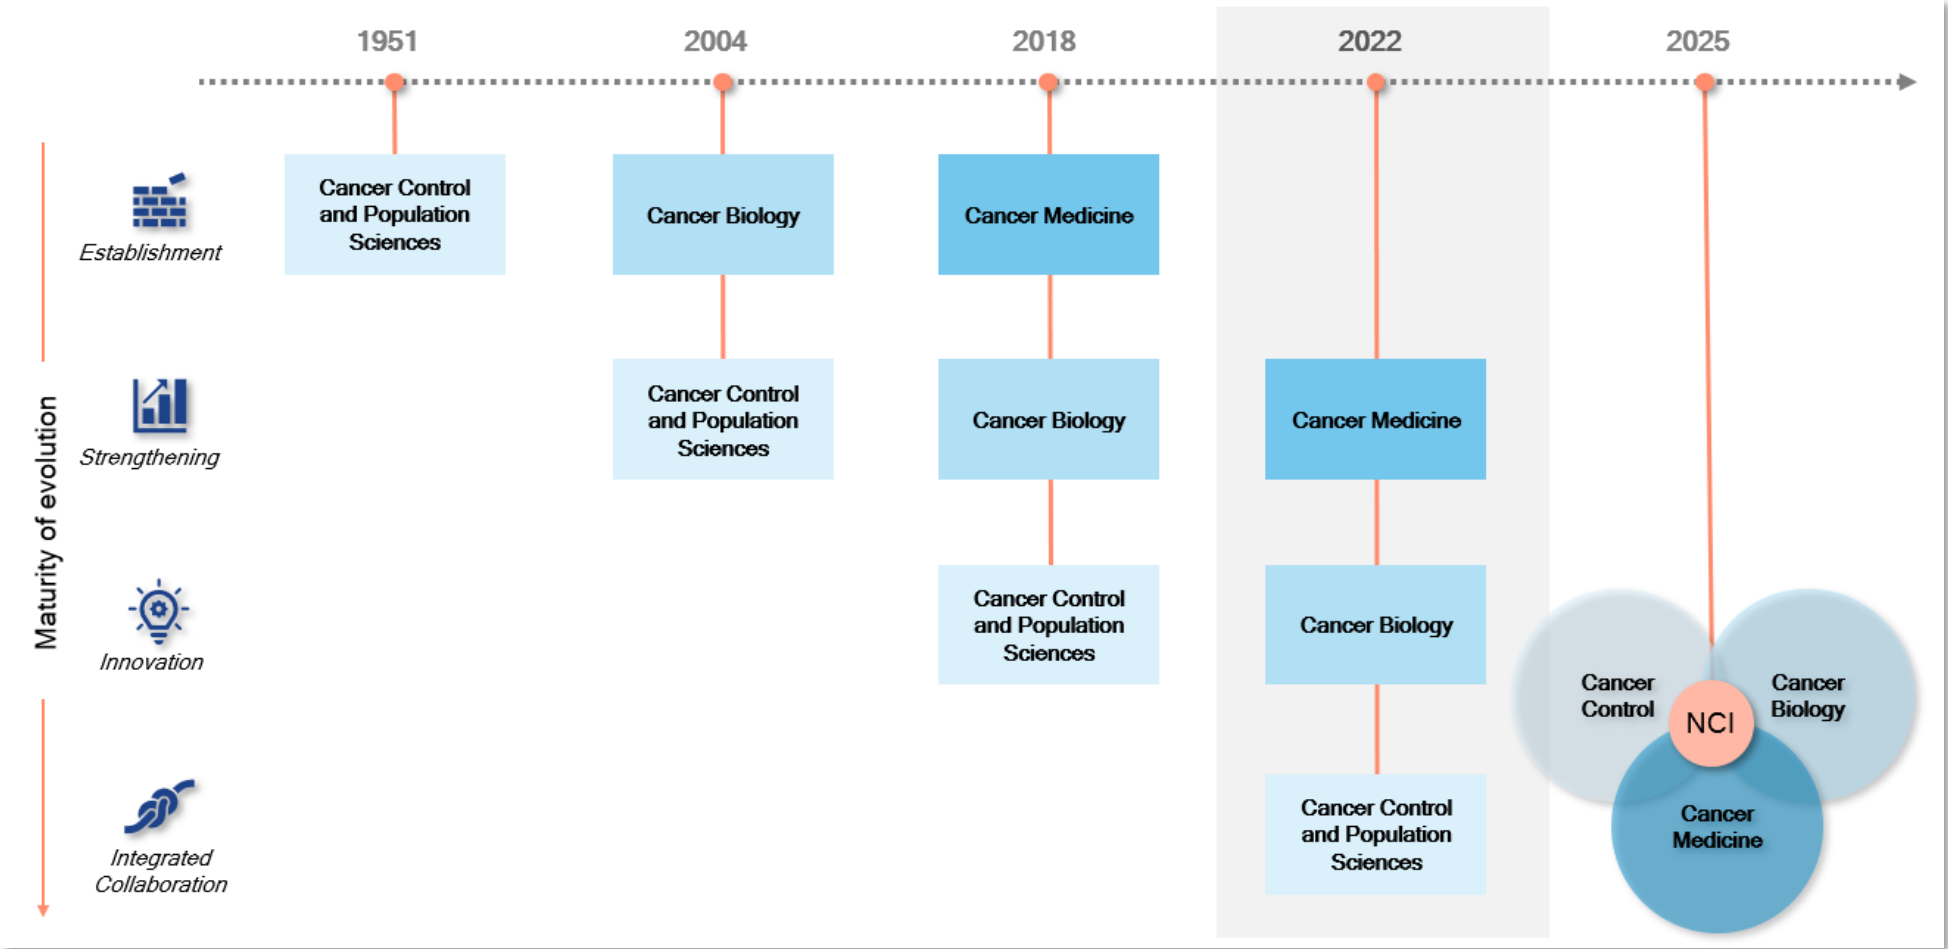 1951
2004
2018
2022
2025
Maturity of evolution
Establishment
Cancer Control
and Population
Sciences
Cancer Biology
Cancer Medicine
Strengthening
Cancer Control
and Population
Sciences
Cancer Biology
Cancer Medicine
Innovation
Cancer Control
and Population
Sciences
Cancer Biology
Integrated
Collaboration
Cancer Control
and Population
Sciences
Cancer
Control
NCI
Cancer
Biology
Cancer
Medicine